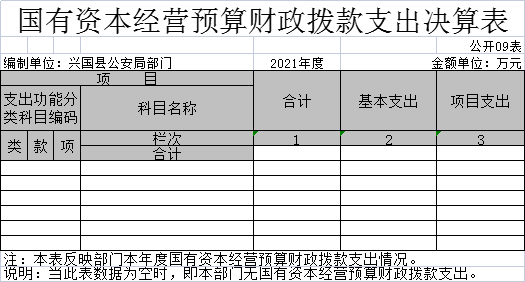 国有资本经营预算财政拨款支出决算表
公开09表
编制单位：兴国县公安局部门 2021年度 金额单位：万元
项 目 合计 基本支出 项目支出
支出功能分类科目编码 科目名称
类 款 项 栏次 1 2 3
合计
注：本表反映部门本年度国有资本经营预算财政拨款支出情况。
说明：当此表数据为空时，即本部门无国有资本经营预算财政拨款支出。